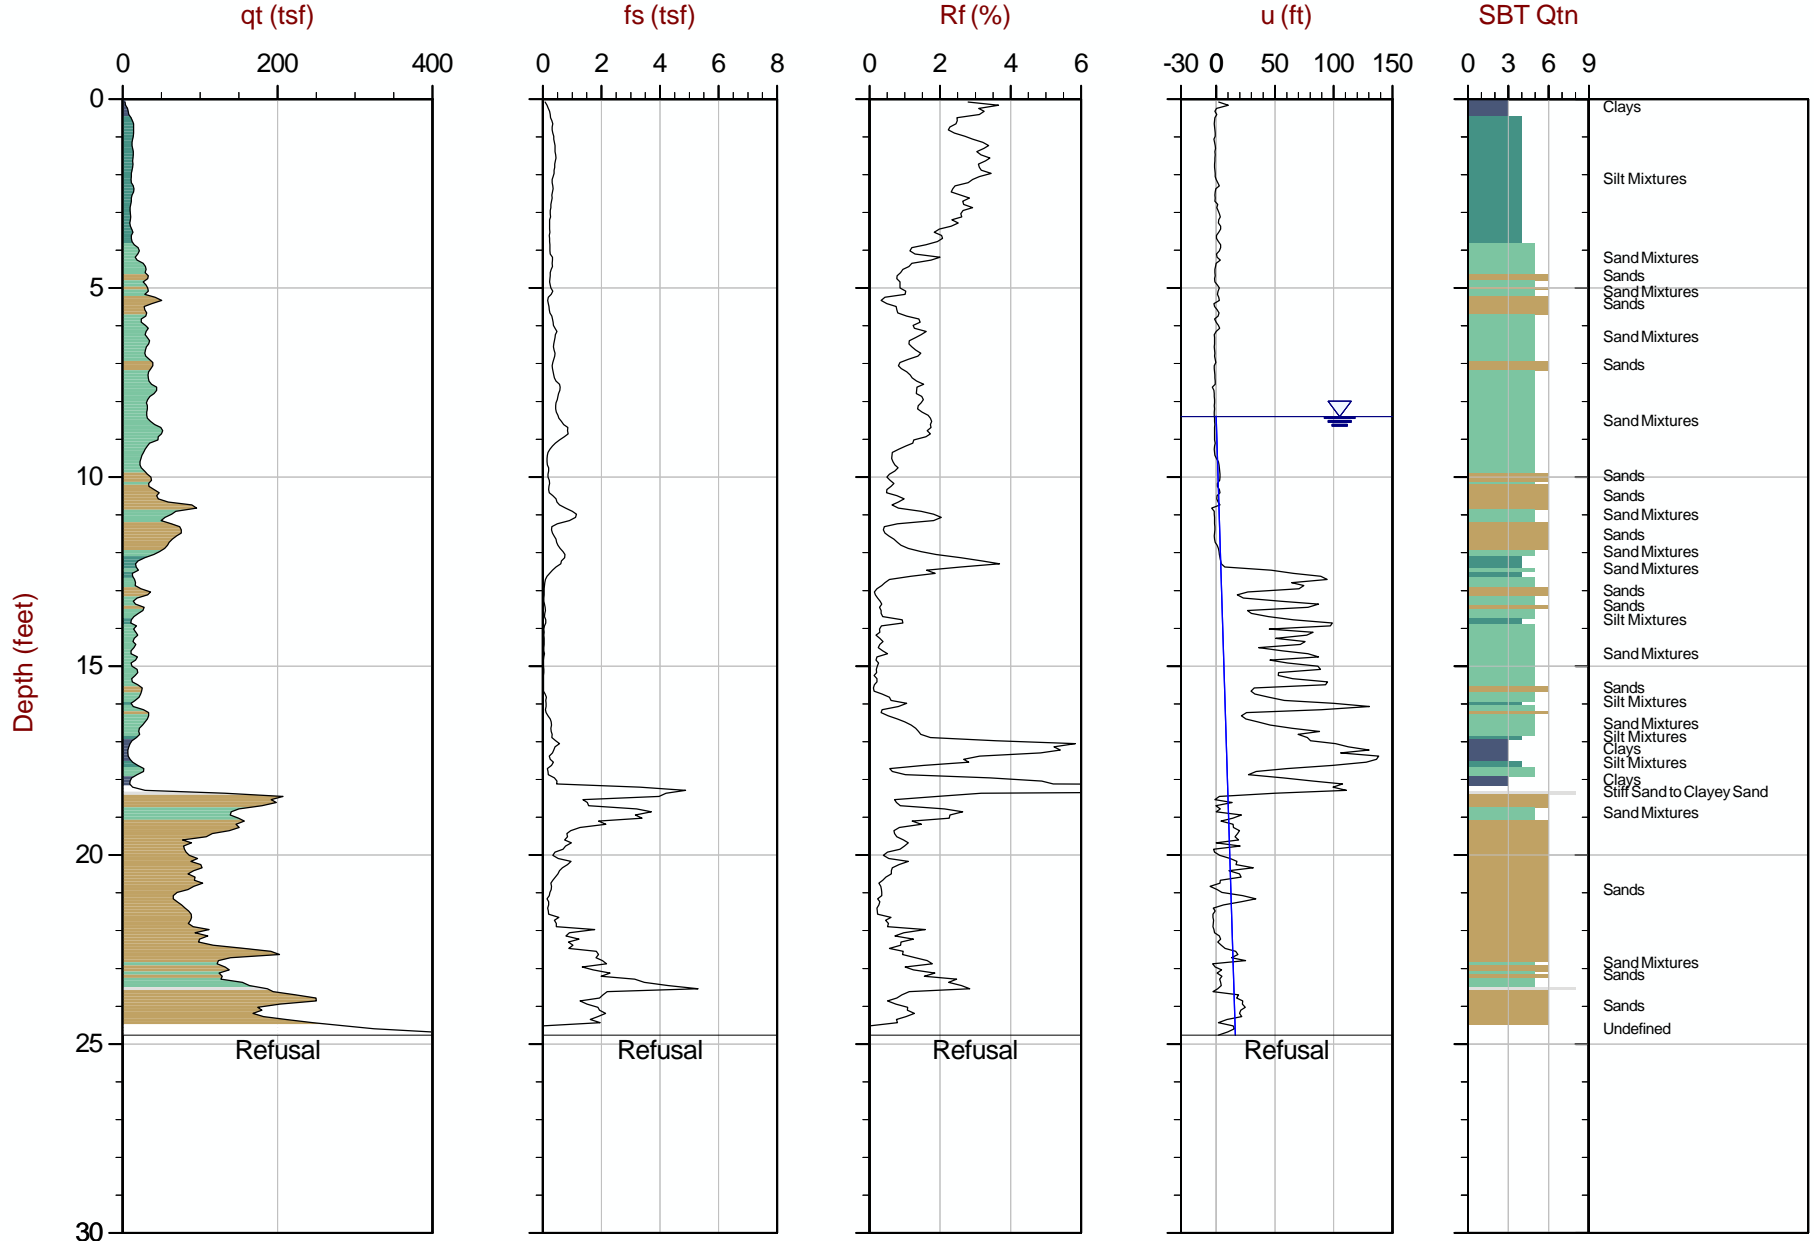 qt (tsf) fs (tsf) Rf (%) u (ft) SBT Qtn
0 200 400 0 2 4 6 8 0 2 4 6 -30 0 50 100 150 0 3 6 9
0
5
10
15
20
25
30
Depth (feet)
Clays
Silt Mixtures
Sand Mixtures
Sands
Sand Mixtures
Sands
Sand Mixtures
Sands
Sand Mixtures
Sands
Sands
Sand Mixtures
Sands
Sand Mixtures
Sand Mixtures
Sands
Sands
Silt Mixtures
Sand Mixtures
Sands
Silt Mixtures
Sand Mixtures
Silt Mixtures
Clays
Silt Mixtures
Clays
Stiff Sand to Clayey Sand
Sand Mixtures
Sands
Sand Mixtures
Sands
Sands
Undefined
Refusal Refusal Refusal Refusal